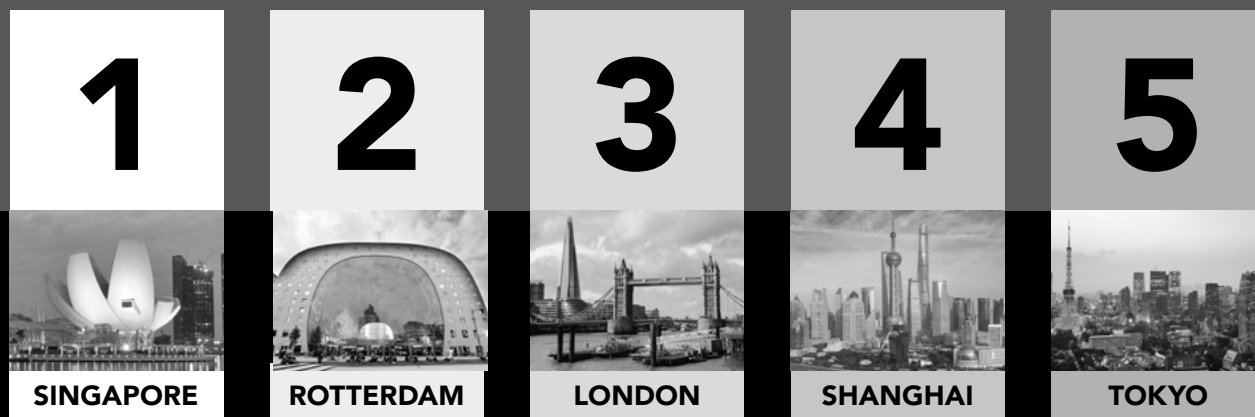 1
2
3
4
5
SINGAPORE
ROTTERDAM
LONDON
SHANGHAI
TOKYO